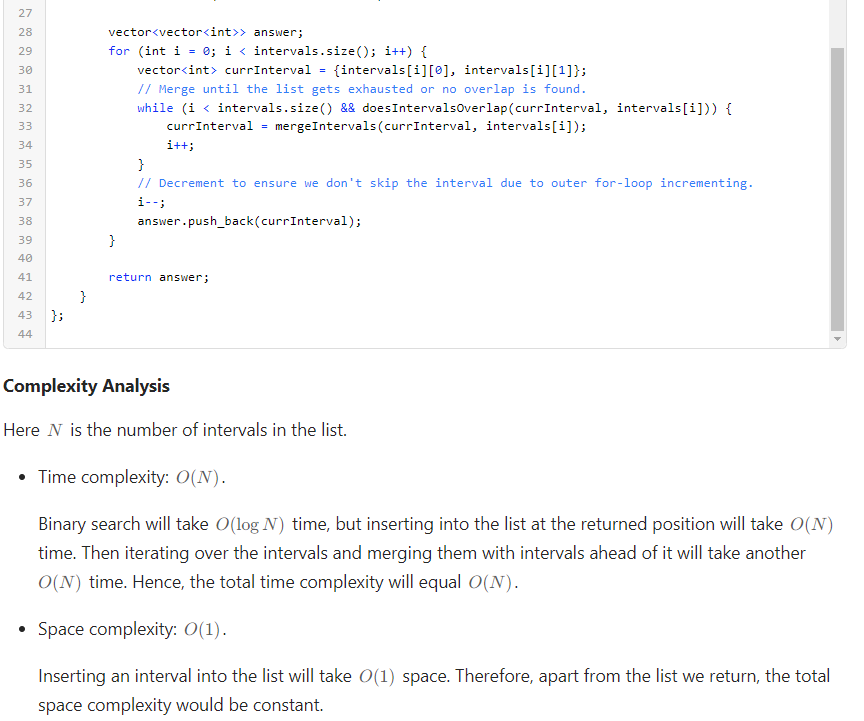 27
28 vector<vector<int>> answer;
29 for (int i = 0; i < intervals.size(); i++) {
30 vector<int> currInterval = {intervals[i][0], intervals[i][1]};
31 // Merge until the list gets exhausted or no overlap is found.
32 while (i < intervals.size() && doesIntervalsOverlap(currInterval, intervals[i])) {
33 currInterval = mergeIntervals(currInterval, intervals[i]);
34 i++;
35 }
36 // Decrement to ensure we don't skip the interval due to outer for-loop incrementing.
37 i--;
38 answer.push_back(currInterval);
39 }
40
41 return answer;
42 }
43 };
44
Complexity Analysis
Here N is the number of intervals in the list.
• Time complexity: O(N).
Binary search will take O(log N) time, but inserting into the list at the returned position will take O(N)
time. Then iterating over the intervals and merging them with intervals ahead of it will take another
O(N) time. Hence, the total time complexity will equal O(N).
• Space complexity: O(1).
Inserting an interval into the list will take O(1) space. Therefore, apart from the list we return, the total
space complexity would be constant.